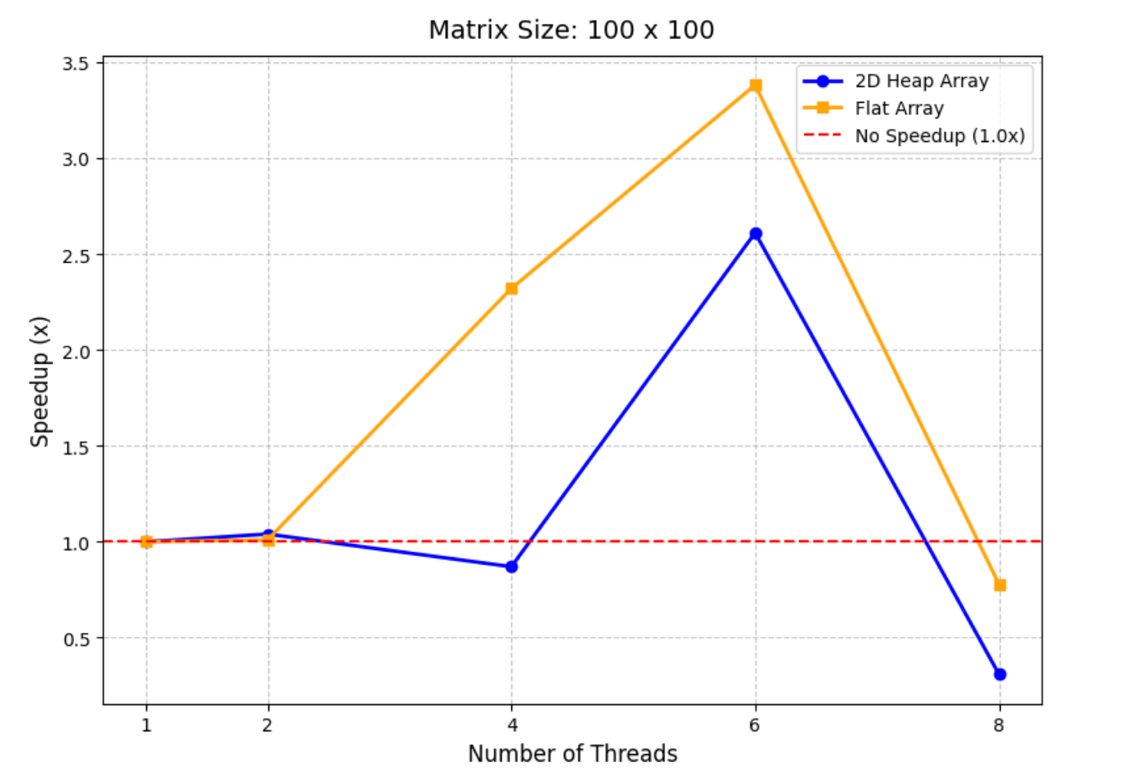 Matrix Size: 100 x 100
3.5
3.0
2.5
2.0
1.5
1.0
0.5
Speedup (x)
2D Heap Array
Flat Array
No Speedup (1.0x)
1 2 4 6 8
Number of Threads